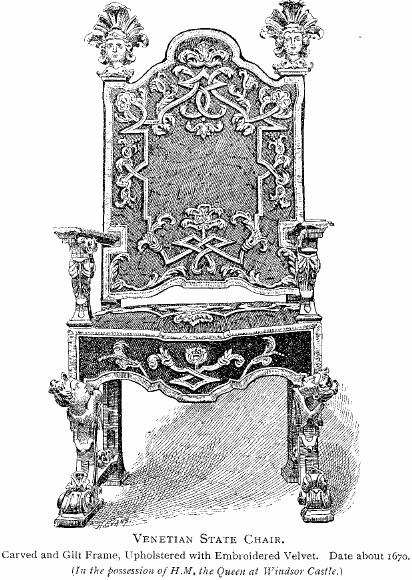 Venetian State Chair.
Carved and Gilt Frame, Upholstered with Embroidered Velvet. Date about 1670.
(In the possession of H.M. the Queen at Windsor Castle.)